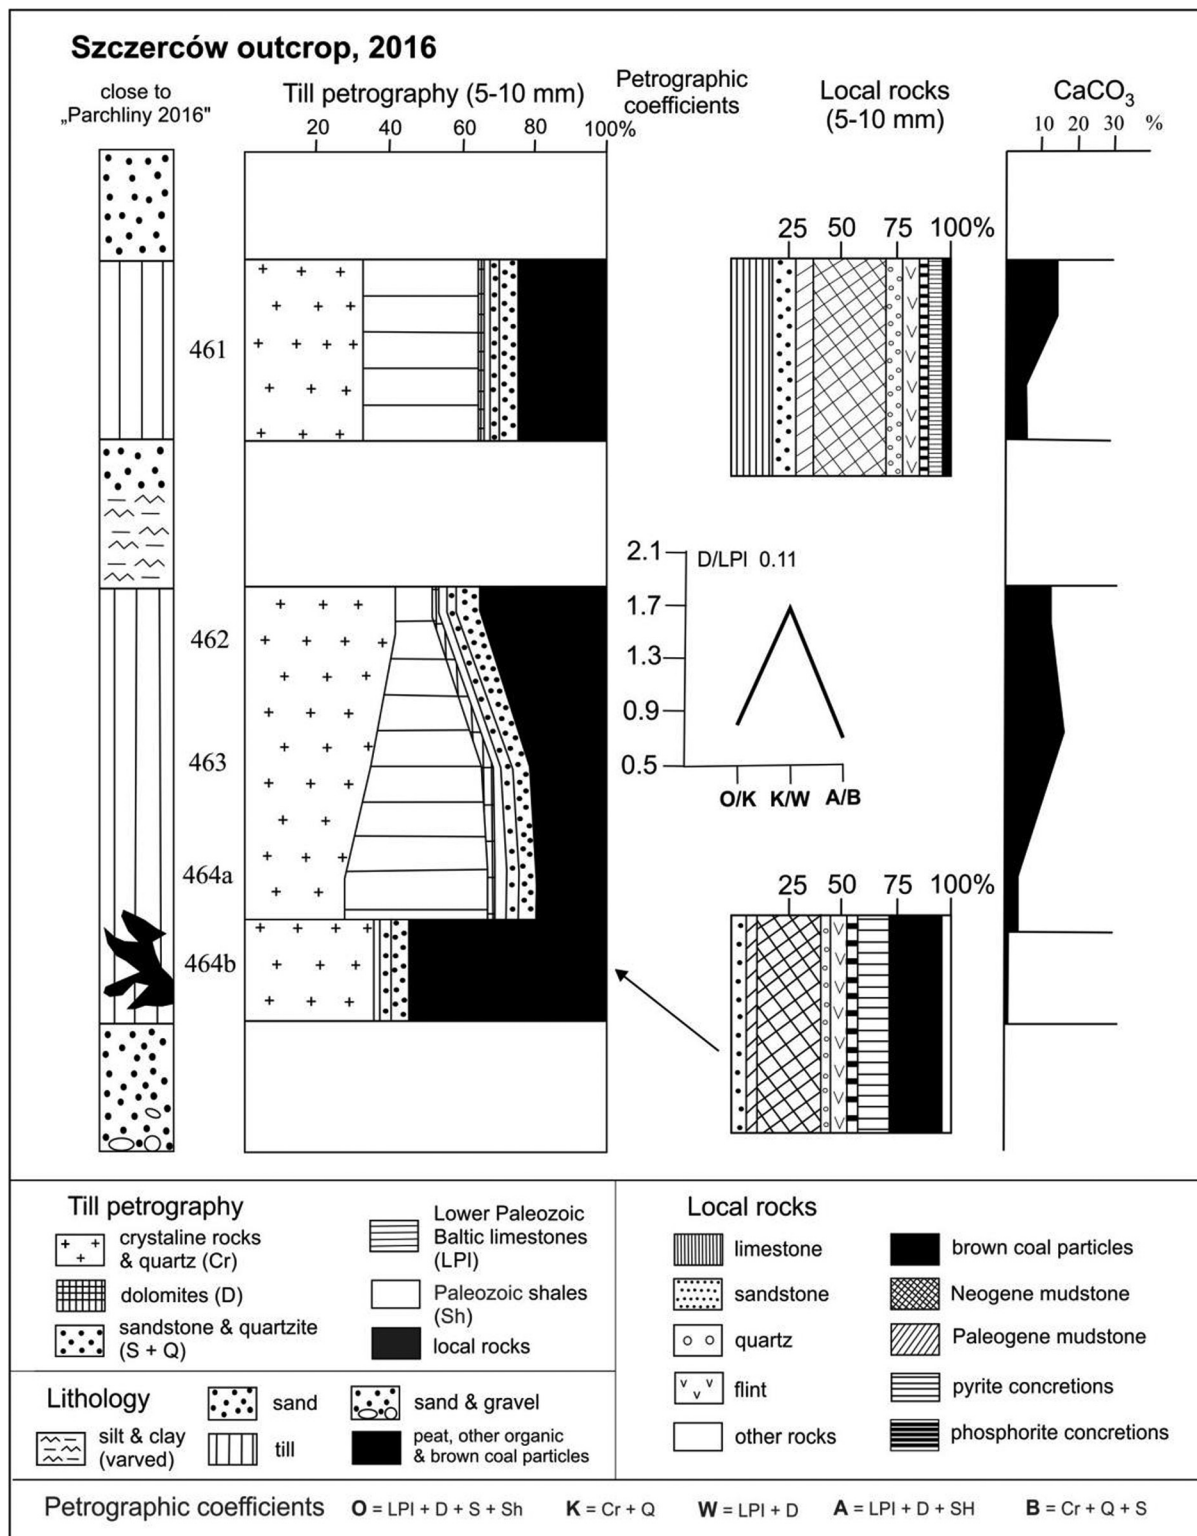 Szczerców outcrop, 2016
close to
„Parchliny 2016"
Till petrography (5-10 mm)
20 40 60 80 100%
Petrographic
coefficients
Local rocks
(5-10 mm)
CaCO3
10 20 30 %
25 50 75 100%
461
462
463
464a
464b
2.1
1.7
1.3
0.9
0.5
D/LPI 0.11
O/K K/W A/B
25 50 75 100%
Till petrography
crystaline rocks
& quartz (Cr)
dolomites (D)
sandstone & quartzite
(S + Q)
Lower Paleozoic
Baltic limestones
(LPI)
Paleozoic shales
(Sh)
local rocks
Lithology
silt & clay
(varved)
sand
till
sand & gravel
peat, other organic
& brown coal particles
Local rocks
limestone
sandstone
quartz
flint
other rocks
brown coal particles
Neogene mudstone
Paleogene mudstone
pyrite concretions
phosphorite concretions
Petrographic coefficients O = LPI + D + S + Sh K = Cr + Q W = LPI + D A = LPI + D + SH B = Cr + Q + S